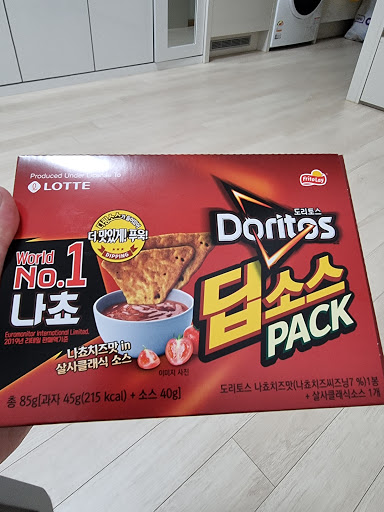 Produced Under License to
LOTTE
Frito Lay
도리토스
Doritos
딥소스
PACK
World
No.1
나쵸
Euromonitor International Limited,
더 맛있게! 푸욱!
DIPPING
나쵸치즈맛 in
살사클래식 소스
이미지 사진
총 85g[과자 45g(215 kcal) + 소스 40g]
도리토스 나쵸치즈맛(나쵸치즈씨즈닝7 %)1봉
+ 살사클래식소스 1개